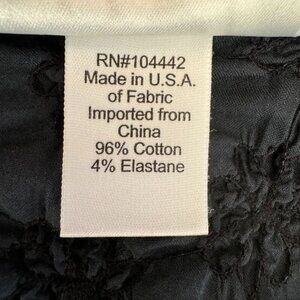 RN#104442
Made in U.S.A.
of Fabric
Imported from
China
96% Cotton
4% Elastane